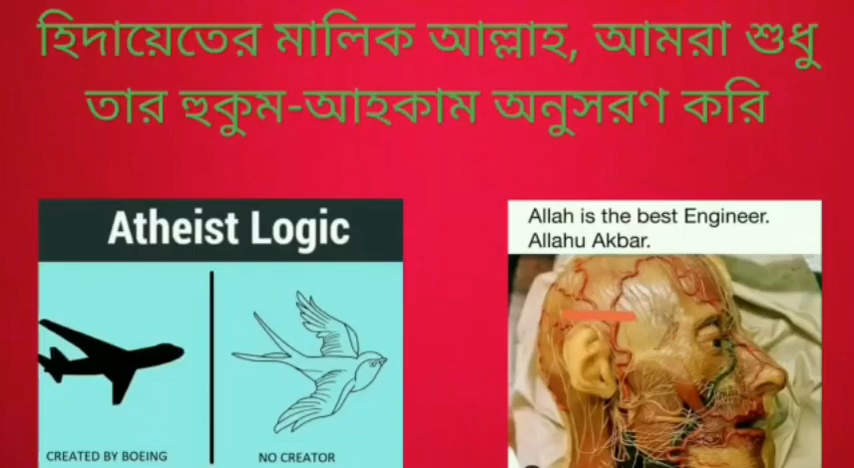 হিদায়েতের মালিক আল্লাহ, আমরা শুধু
তার হুকুম-আহকাম অনুসরণ করি
Atheist Logic
CREATED BY BOEING
NO CREATOR
Allah is the best Engineer.
Allahu Akbar.